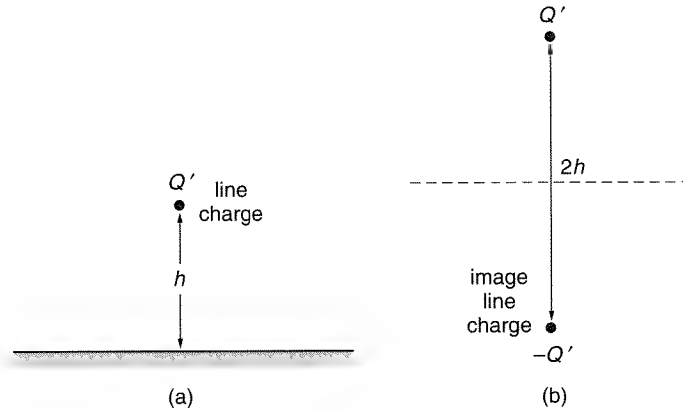 Q′
line
charge
h
(a)
Q′
2h
image
line
charge
−Q′
(b)